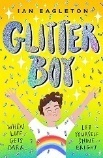 IAN EAGLETON
GLITTER
BOY
WHEN
LIFE
GETS
DARK
LET
YOURSELF
SHINE
BRIGHT